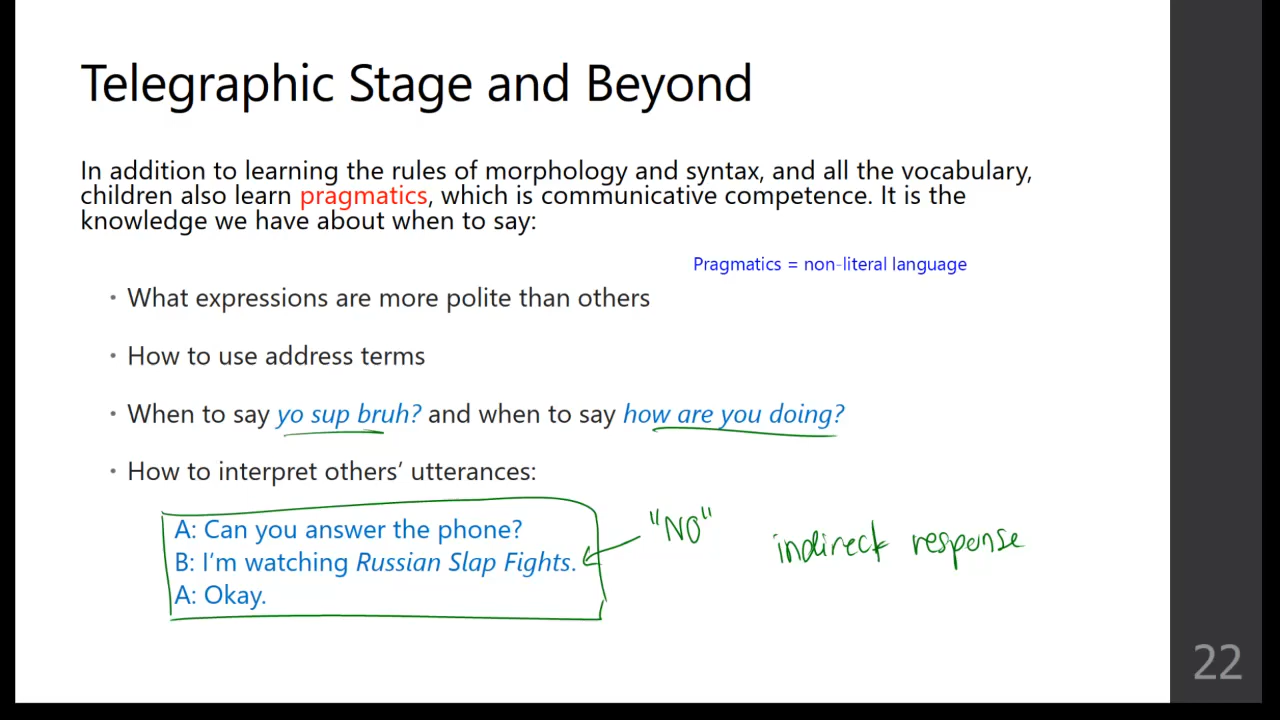 Telegraphic Stage and Beyond
In addition to learning the rules of morphology and syntax, and all the vocabulary,
children also learn pragmatics, which is communicative competence. It is the
knowledge we have about when to say:
Pragmatics = non-literal language
• What expressions are more polite than others
• How to use address terms
• When to say yo sup bruh? and when to say how are you doing?
• How to interpret others’ utterances:
A: Can you answer the phone?
B: I’m watching Russian Slap Fights.
A: Okay.
"NO"
indirect response
22